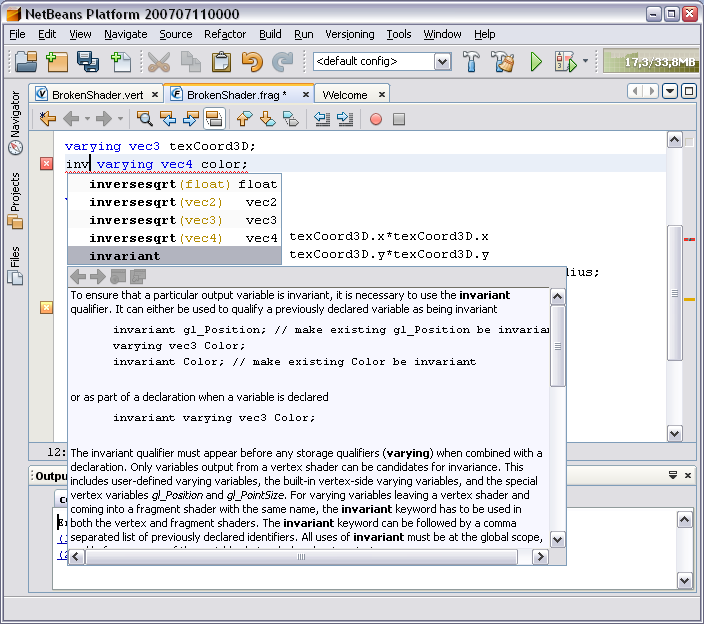 NetBeans Platform 200707110000
File Edit View Navigate Source Refactor Build Run Versioning Tools Window Help
<default config>
17,3/33,8MB
BrokenShader.vert
BrokenShader.frag *
Welcome
Navigator
Projects
Files
varying vec3 texCoord3D;
inv varying vec4 color;
inversesqrt(float) float
inversesqrt(vec2) vec2
inversesqrt(vec3) vec3
inversesqrt(vec4) vec4 texCoord3D.x*texCoord3D.x
invariant texCoord3D.y*texCoord3D.y
dius;
To ensure that a particular output variable is invariant, it is necessary to use the invariant
qualifier. It can either be used to qualify a previously declared variable as being invariant
invariant gl_Position; // make existing gl_Position be invaria
varying vec3 Color;
invariant Color; // make existing Color be invariant
or as part of a declaration when a variable is declared
invariant varying vec3 Color;
12:
The invariant qualifier must appear before any storage qualifiers (varying) when combined with a
declaration. Only variables output from a vertex shader can be candidates for invariance. This
includes user-defined varying variables, the built-in vertex-side varying variables, and the special
vertex variables gl_Position and gl_PointSize. For varying variables leaving a vertex shader and
coming into a fragment shader with the same name, the invariant keyword has to be used in
both the vertex and fragment shaders. The invariant keyword can be followed by a comma
separated list of previously declared identifiers. All uses of invariant must be at the global scope,
Outpu